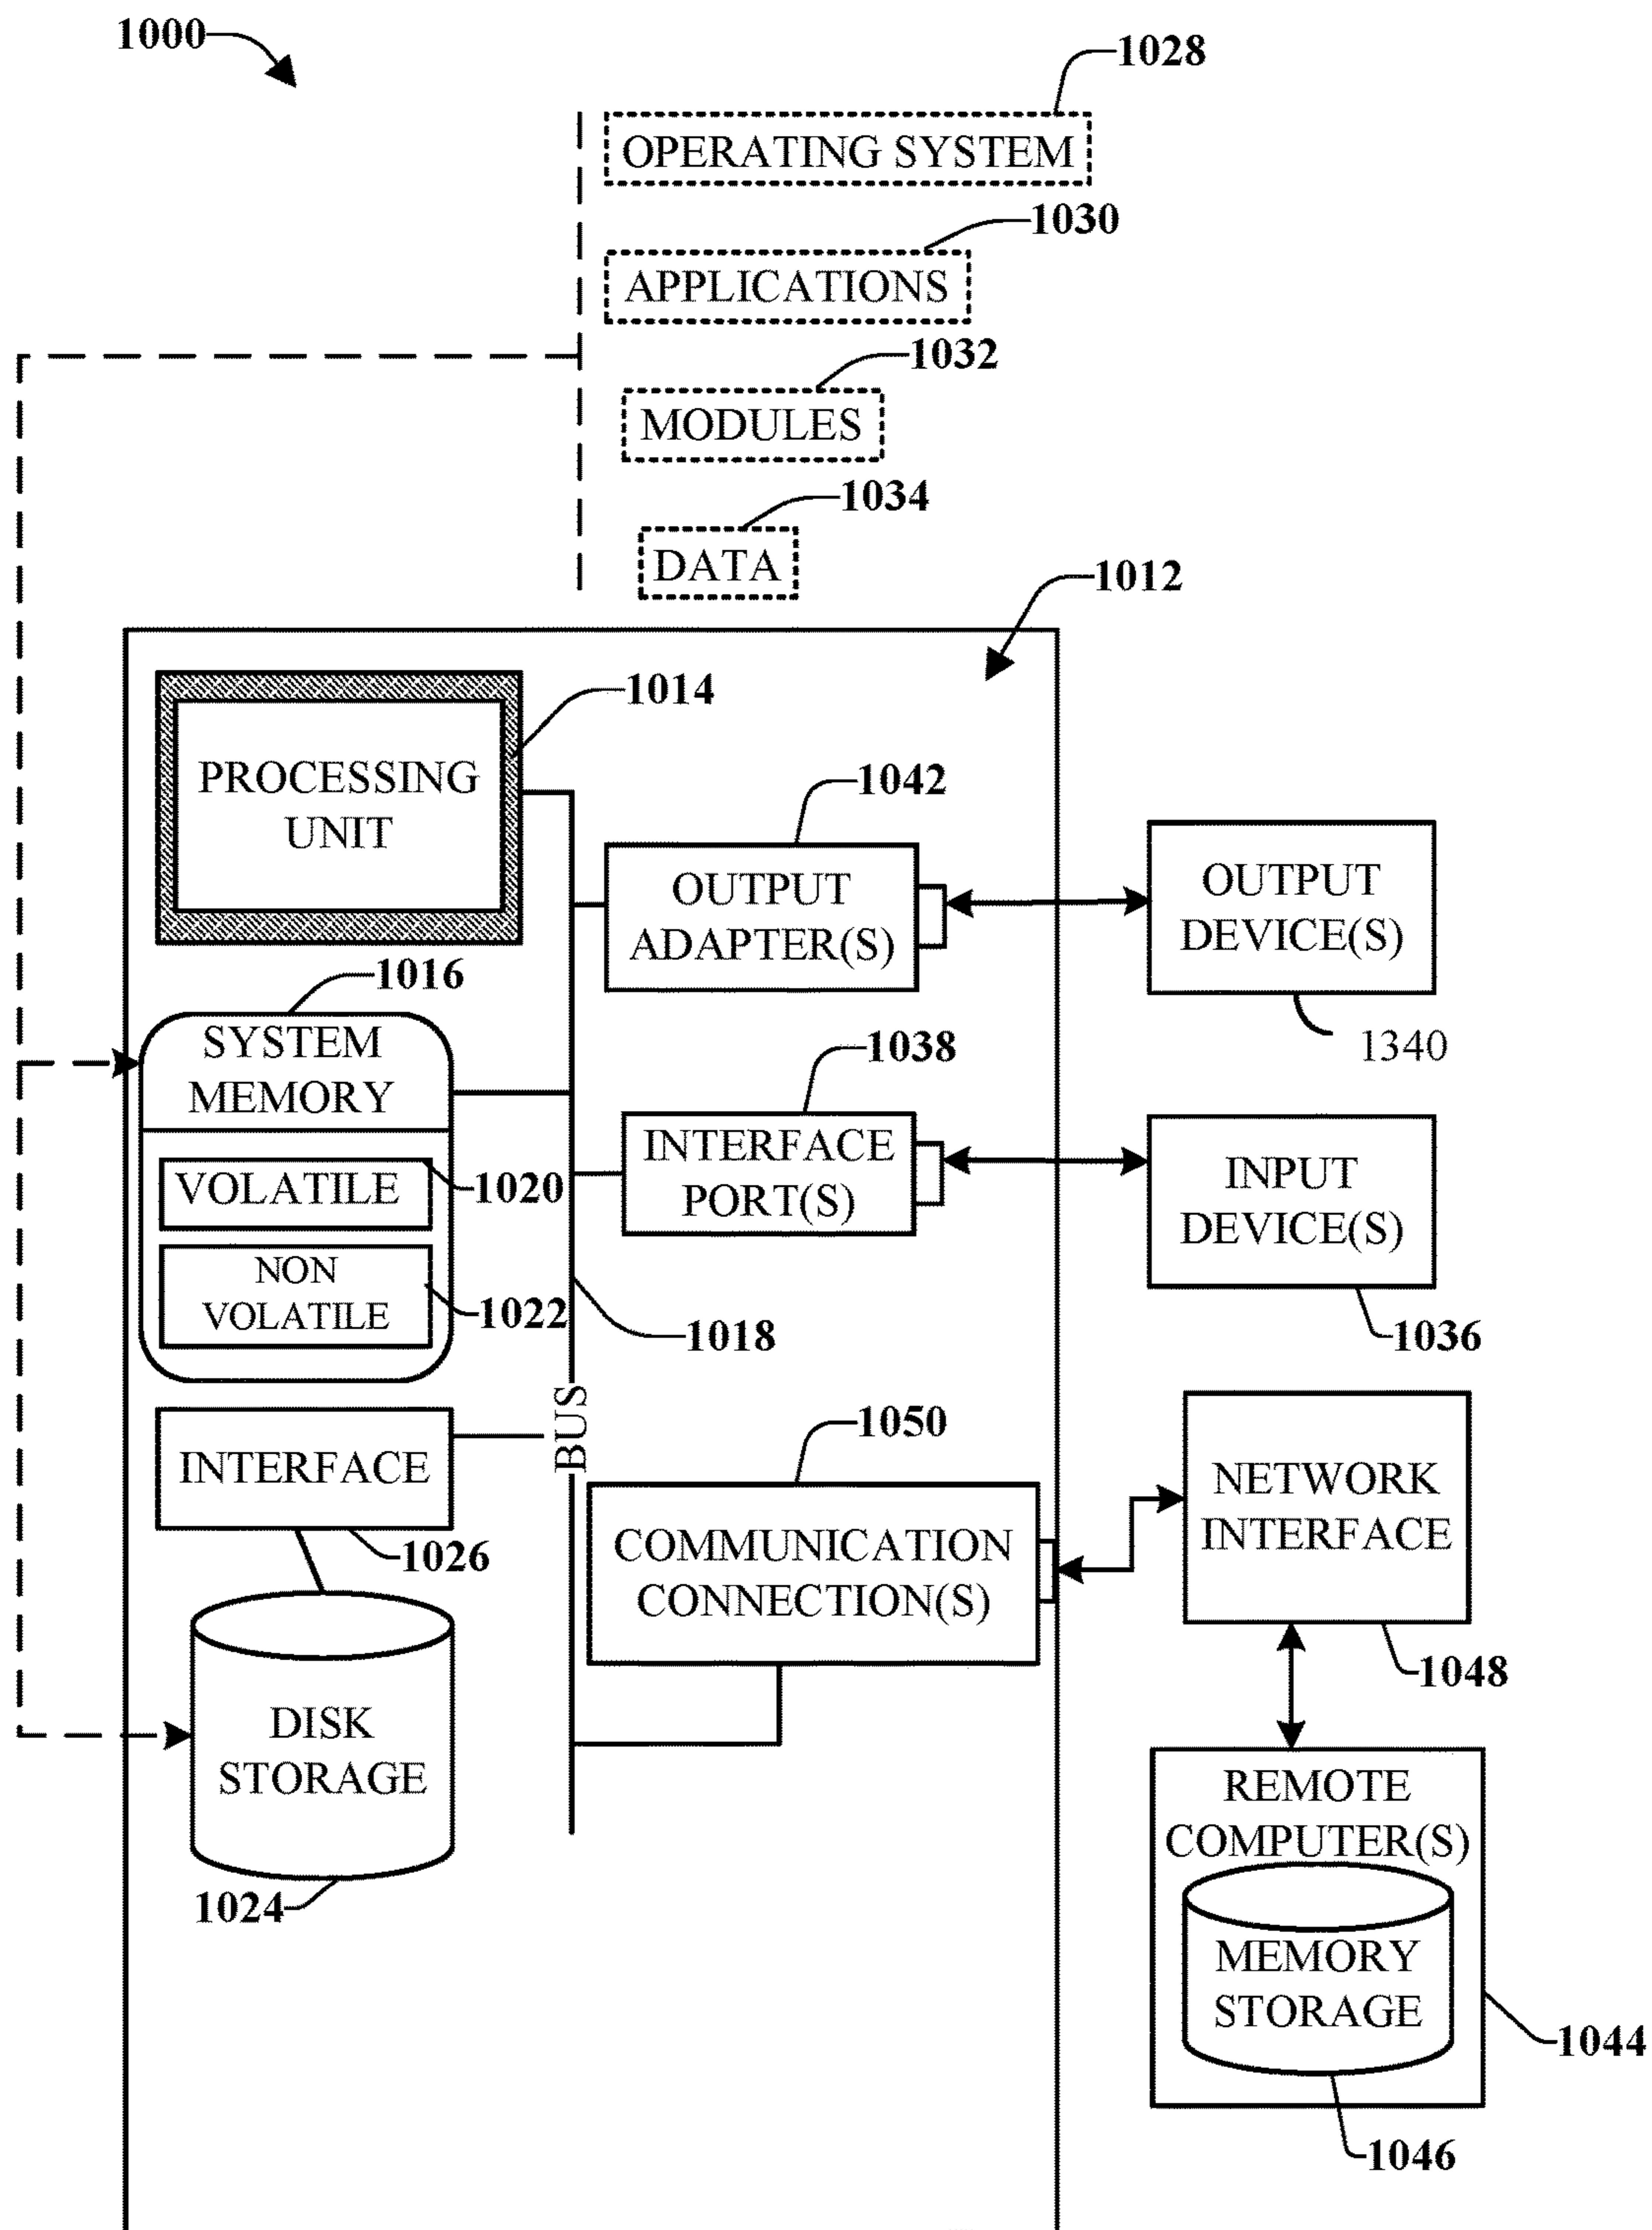 1000
1028
OPERATING SYSTEM
1030
APPLICATIONS
1032
MODULES
1034
DATA
1012
1014
PROCESSING
UNIT
1042
OUTPUT
ADAPTER(S)
OUTPUT
DEVICE(S)
1340
1016
SYSTEM
MEMORY
VOLATILE
1020
NON
VOLATILE
1022
1038
INTERFACE
PORT(S)
INPUT
DEVICE(S)
1036
1018
BUS
INTERFACE
1026
1050
COMMUNICATION
CONNECTION(S)
NETWORK
INTERFACE
1048
DISK
STORAGE
1024
REMOTE
COMPUTER(S)
MEMORY
STORAGE
1044
1046